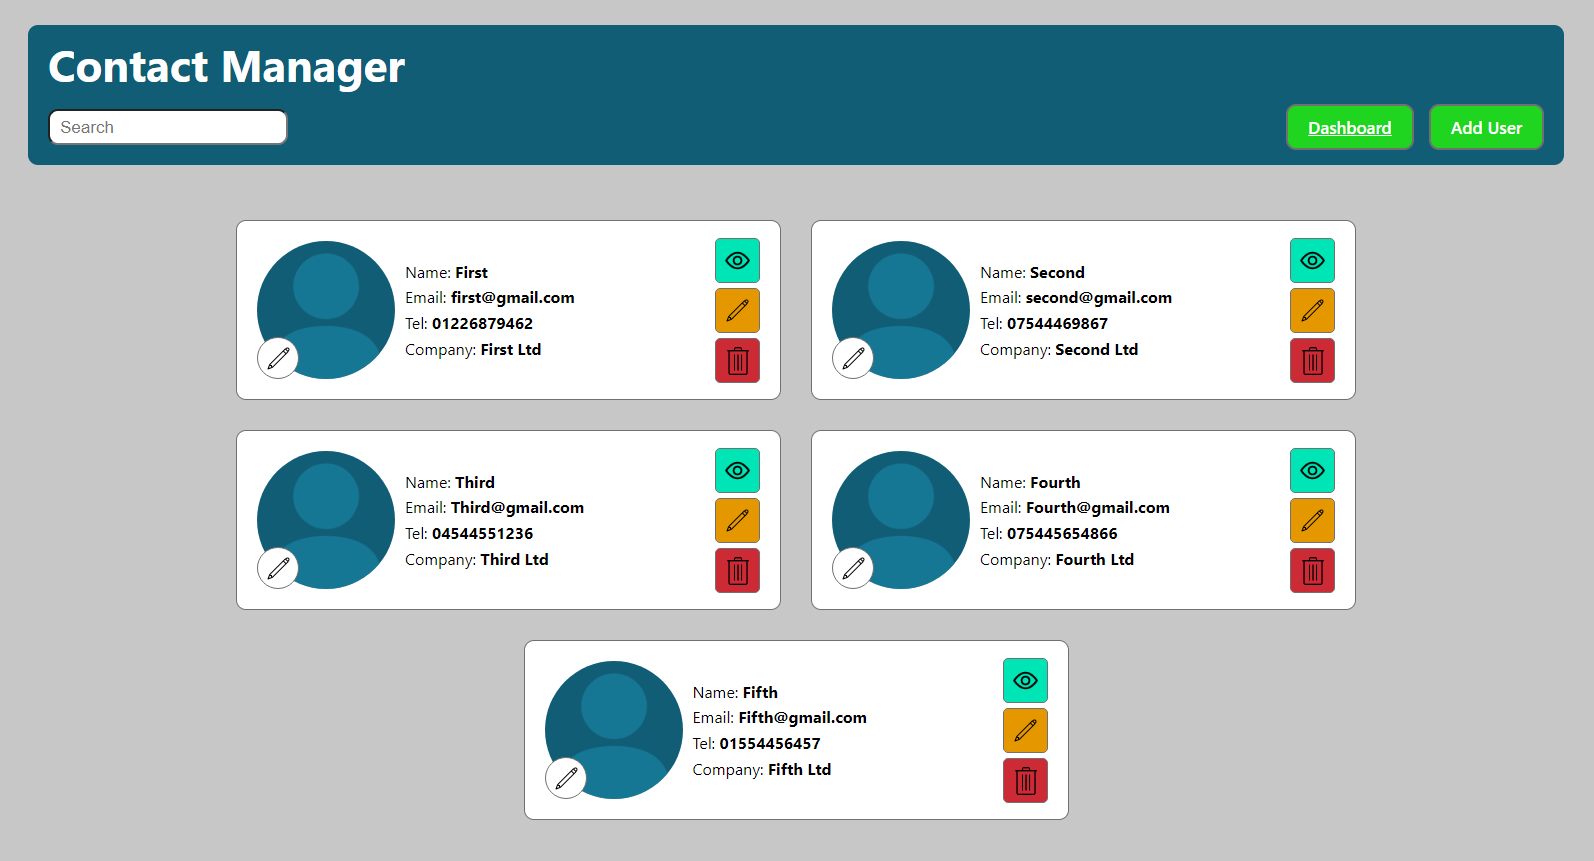 Contact Manager
Search
Dashboard
Add User
Name: First
Email: first@gmail.com
Tel: 01226879462
Company: First Ltd
Name: Second
Email: second@gmail.com
Tel: 07544469867
Company: Second Ltd
Name: Third
Email: Third@gmail.com
Tel: 04544551236
Company: Third Ltd
Name: Fourth
Email: Fourth@gmail.com
Tel: 075445654866
Company: Fourth Ltd
Name: Fifth
Email: Fifth@gmail.com
Tel: 01554456457
Company: Fifth Ltd